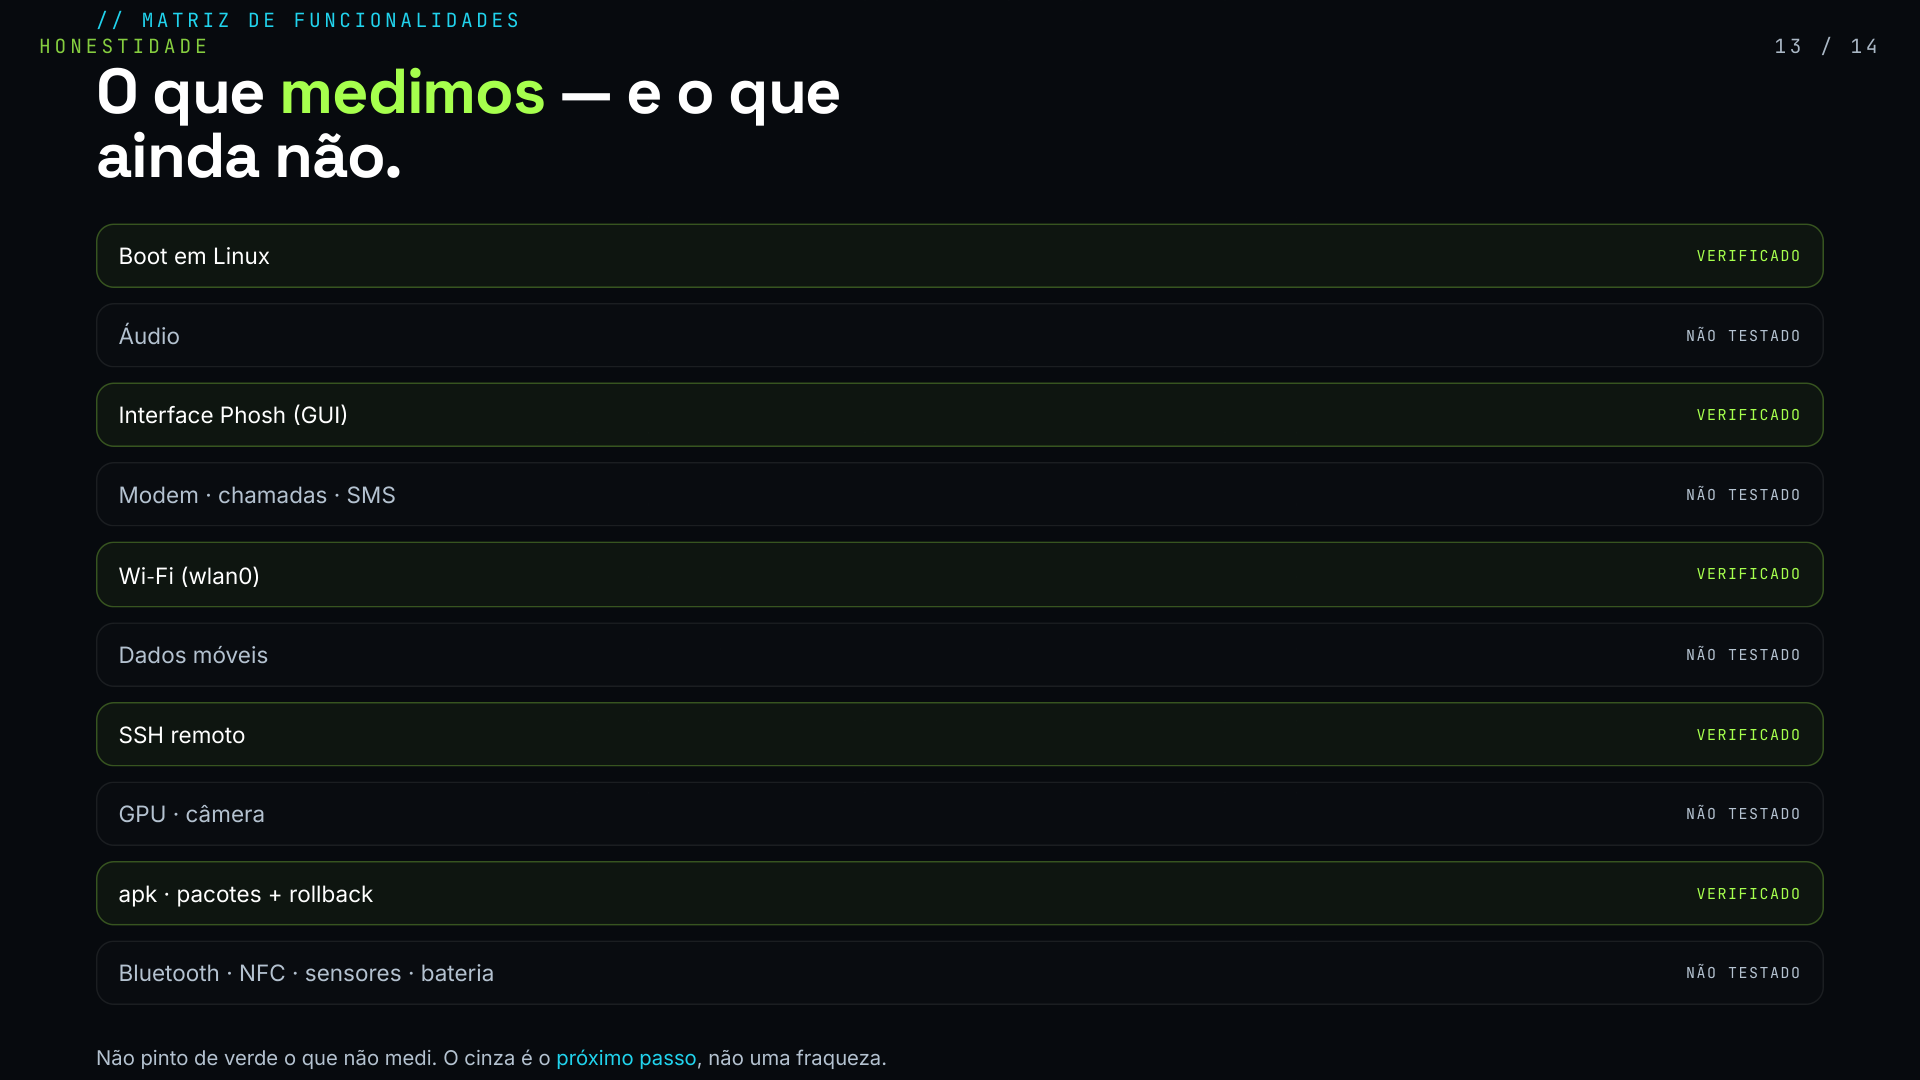 // MATRIZ DE FUNCIONALIDADES
HONESTIDADE
13 / 14
O que medimos — e o que
ainda não.
Boot em Linux VERIFICADO
Áudio NÃO TESTADO
Interface Phosh (GUI) VERIFICADO
Modem · chamadas · SMS NÃO TESTADO
Wi-Fi (wlan0) VERIFICADO
Dados móveis NÃO TESTADO
SSH remoto VERIFICADO
GPU · câmera NÃO TESTADO
apk · pacotes + rollback VERIFICADO
Bluetooth · NFC · sensores · bateria NÃO TESTADO
Não pinto de verde o que não medi. O cinza é o próximo passo, não uma fraqueza.